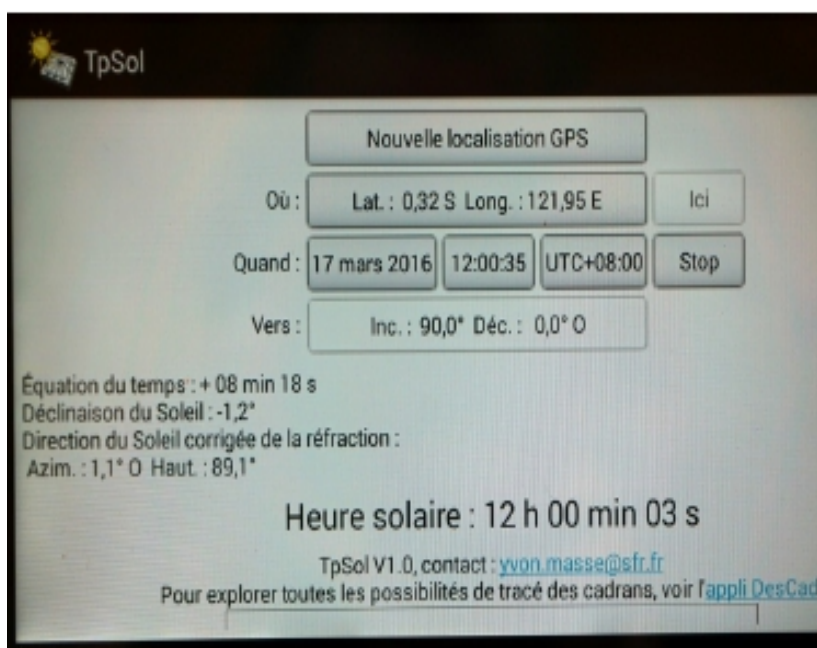 TpSol
Nouvelle localisation GPS
Où : Lat. : 0,32 S Long. : 121,95 E Ici
Quand : 17 mars 2016 12:00:35 UTC+08:00 Stop
Vers : Inc. : 90,0° Déc. : 0,0° O
Équation du temps : + 08 min 18 s
Déclinaison du Soleil : -1,2°
Direction du Soleil corrigée de la réfraction :
Azim. : 1,1° O Haut. : 89,1°
Heure solaire : 12 h 00 min 03 s
TpSol V1.0, contact : yvon.masse@sfr.fr
Pour explorer toutes les possibilités de tracé des cadrans, voir l'appli DesCad